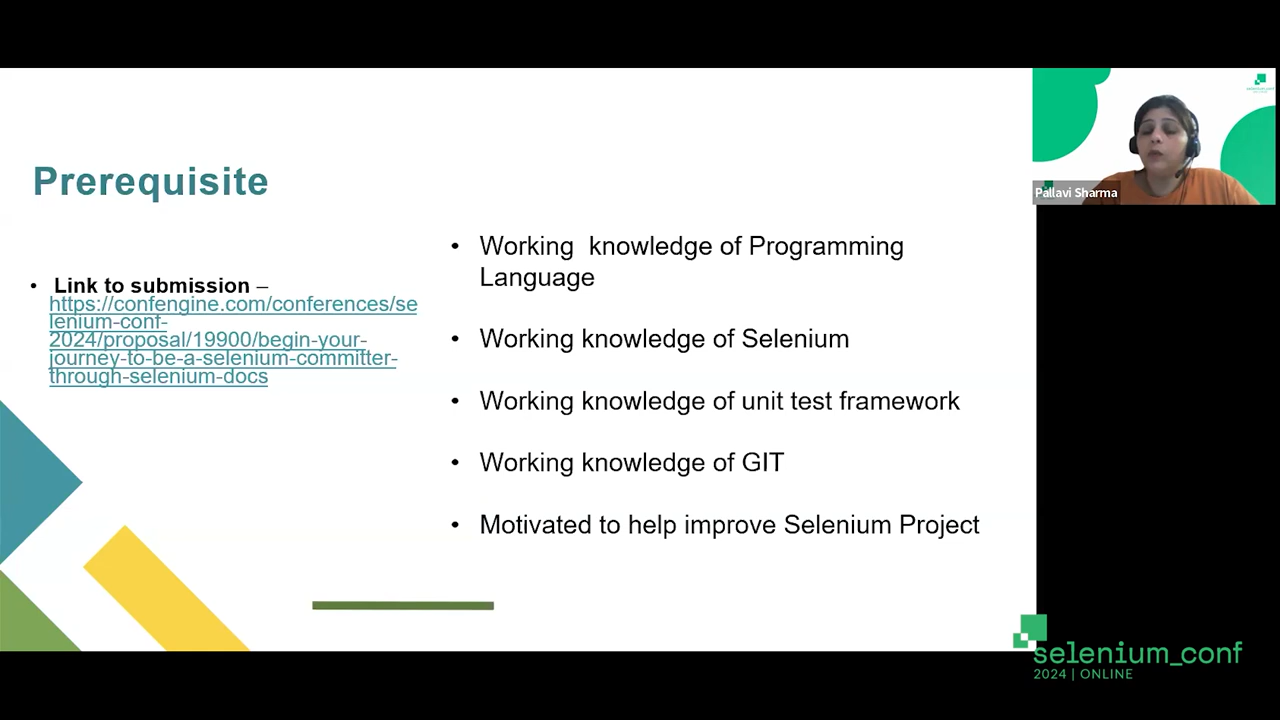 Prerequisite
• Link to submission –
https://confengine.com/conferences/se
lenium-conf-
2024/proposal/19900/begin-your-
journey-to-be-a-selenium-committer-
through-selenium-docs
• Working knowledge of Programming
Language
• Working knowledge of Selenium
• Working knowledge of unit test framework
• Working knowledge of GIT
• Motivated to help improve Selenium Project
Pallavi Sharma
selenium_conf
2024 | ONLINE